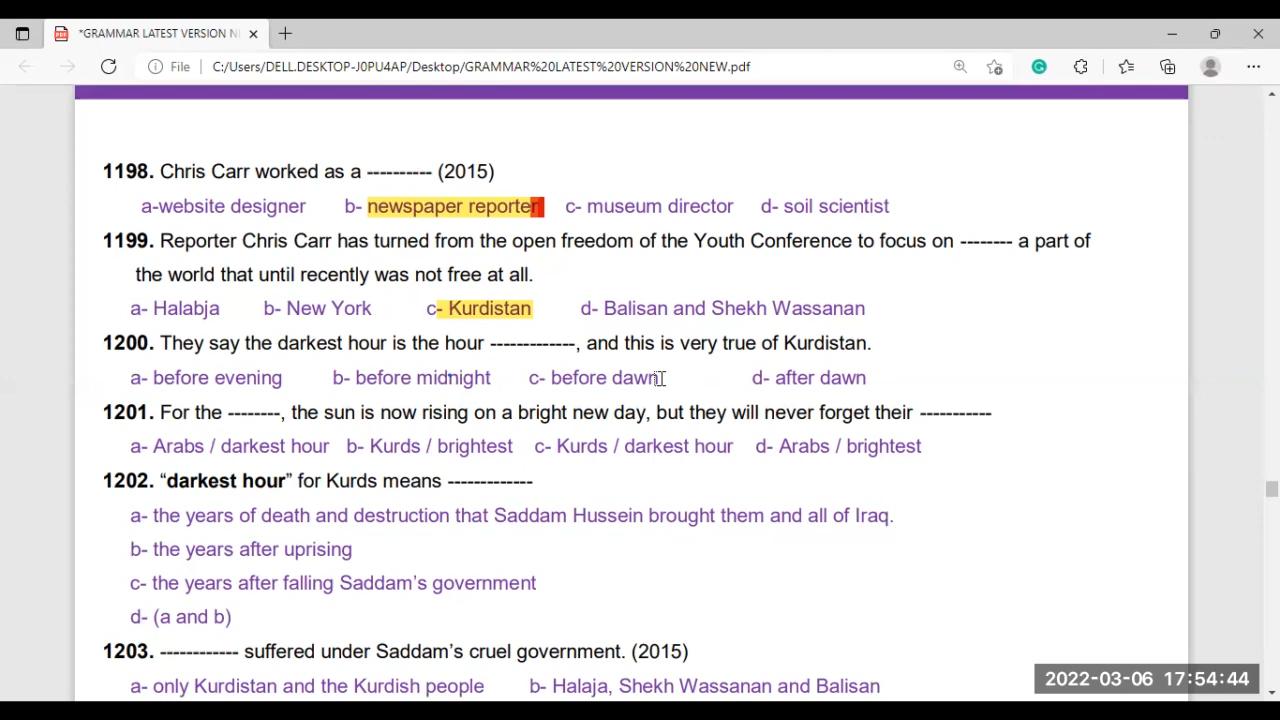 *GRAMMAR LATEST VERSION N
File C:/Users/DELL.DESKTOP-J0PU4AP/Desktop/GRAMMAR%20LATEST%20VERSION%20NEW.pdf
1198. Chris Carr worked as a ---------- (2015)
a-website designer b- newspaper reporter c- museum director d- soil scientist
1199. Reporter Chris Carr has turned from the open freedom of the Youth Conference to focus on -------- a part of
the world that until recently was not free at all.
a- Halabja b- New York c- Kurdistan d- Balisan and Shekh Wassanan
1200. They say the darkest hour is the hour -------------, and this is very true of Kurdistan.
a- before evening b- before midnight c- before dawn d- after dawn
1201. For the --------, the sun is now rising on a bright new day, but they will never forget their -----------
a- Arabs / darkest hour b- Kurds / brightest c- Kurds / darkest hour d- Arabs / brightest
1202. “darkest hour” for Kurds means -------------
a- the years of death and destruction that Saddam Hussein brought them and all of Iraq.
b- the years after uprising
c- the years after falling Saddam’s government
d- (a and b)
1203. ------------ suffered under Saddam’s cruel government. (2015)
a- only Kurdistan and the Kurdish people b- Halaja, Shekh Wassanan and Balisan
2022-03-06 17:54:44